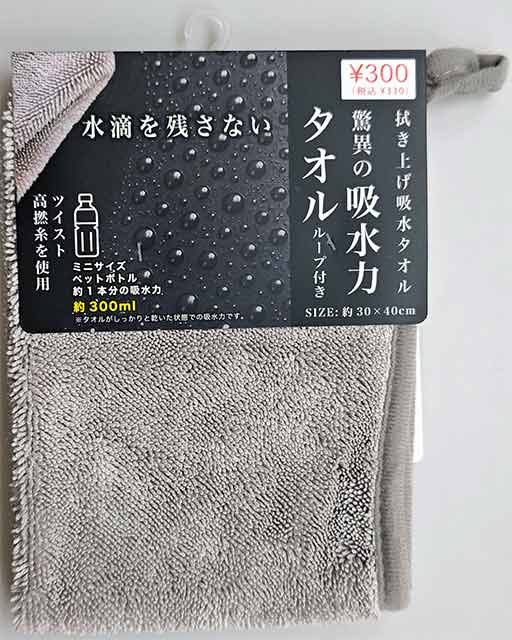 ¥300
(税込 ¥330)
拭き上げ吸水タオル
驚異の吸水力
タオル ループ付き
SIZE: 約30×40cm
水滴を残さない
ツイスト
高撚糸を使用
ミニサイズ
ペットボトル
約1本分の吸水力
約300ml
※タオルがしっかりと乾いた状態での吸水力です。